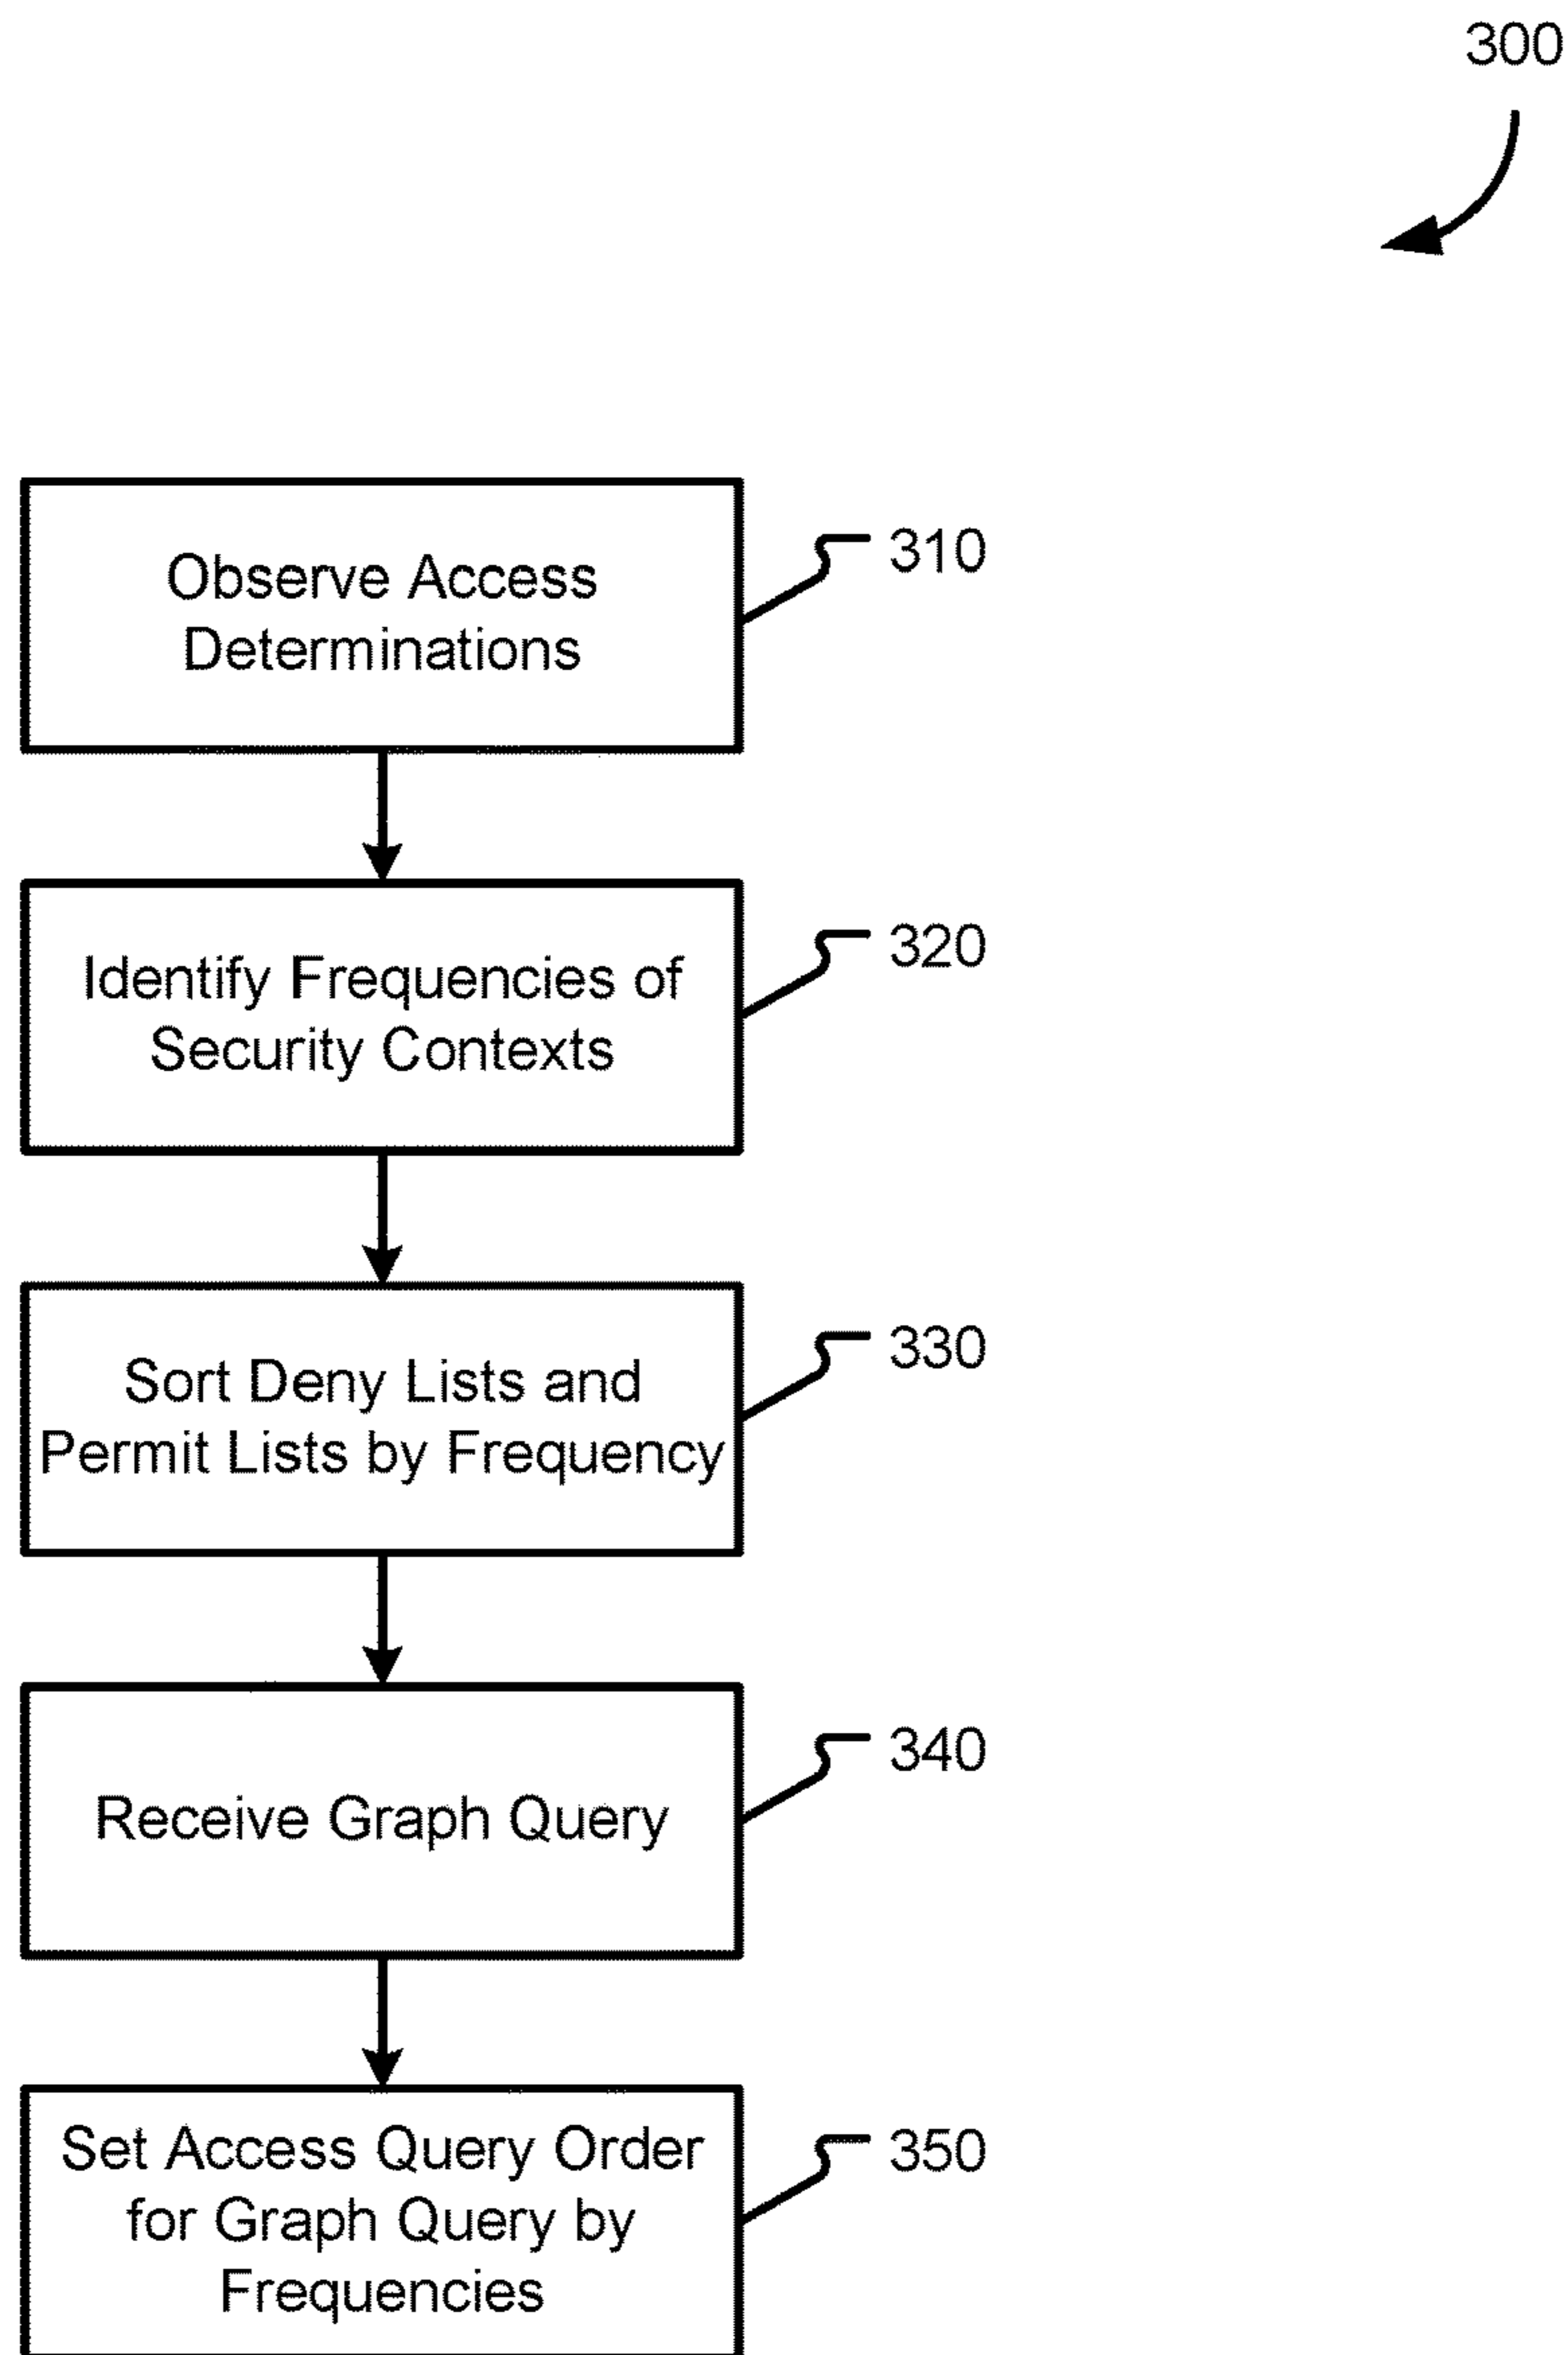 300
Observe Access
Determinations
310
Identify Frequencies of
Security Contexts
320
Sort Deny Lists and
Permit Lists by Frequency
330
Receive Graph Query
340
Set Access Query Order
for Graph Query by
Frequencies
350